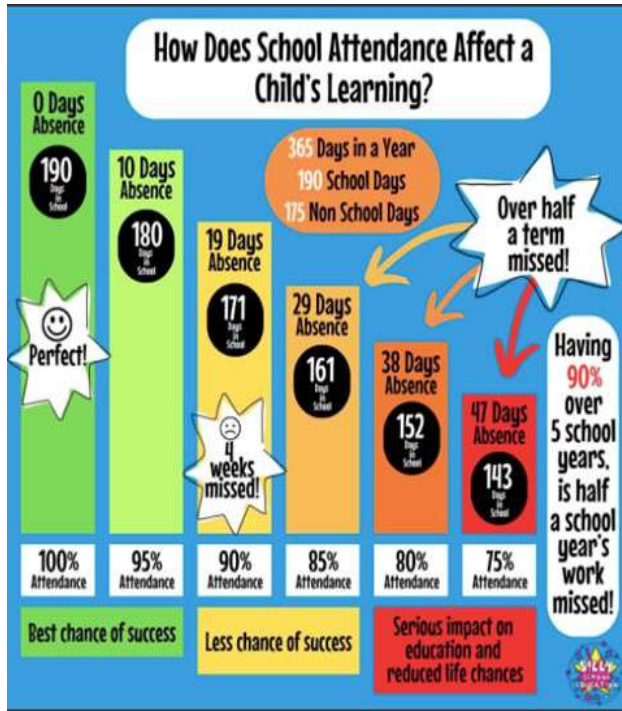 How Does School Attendance Affect a
Child's Learning?
365 Days in a Year
190 School Days
175 Non School Days
Over half
a term
missed!
0 Days
Absence
190
Days
in
School
Perfect!
10 Days
Absence
180
Days
in
School
19 Days
Absence
171
Days
in
School
4
weeks
missed!
29 Days
Absence
161
Days
in
School
38 Days
Absence
152
Days
in
School
47 Days
Absence
143
Days
in
School
Having
90%
over
5 school
years,
is half
a school
year's
work
missed!
100%
Attendance
95%
Attendance
90%
Attendance
85%
Attendance
80%
Attendance
75%
Attendance
Best chance of success
Less chance of success
Serious impact on
education and
reduced life chances